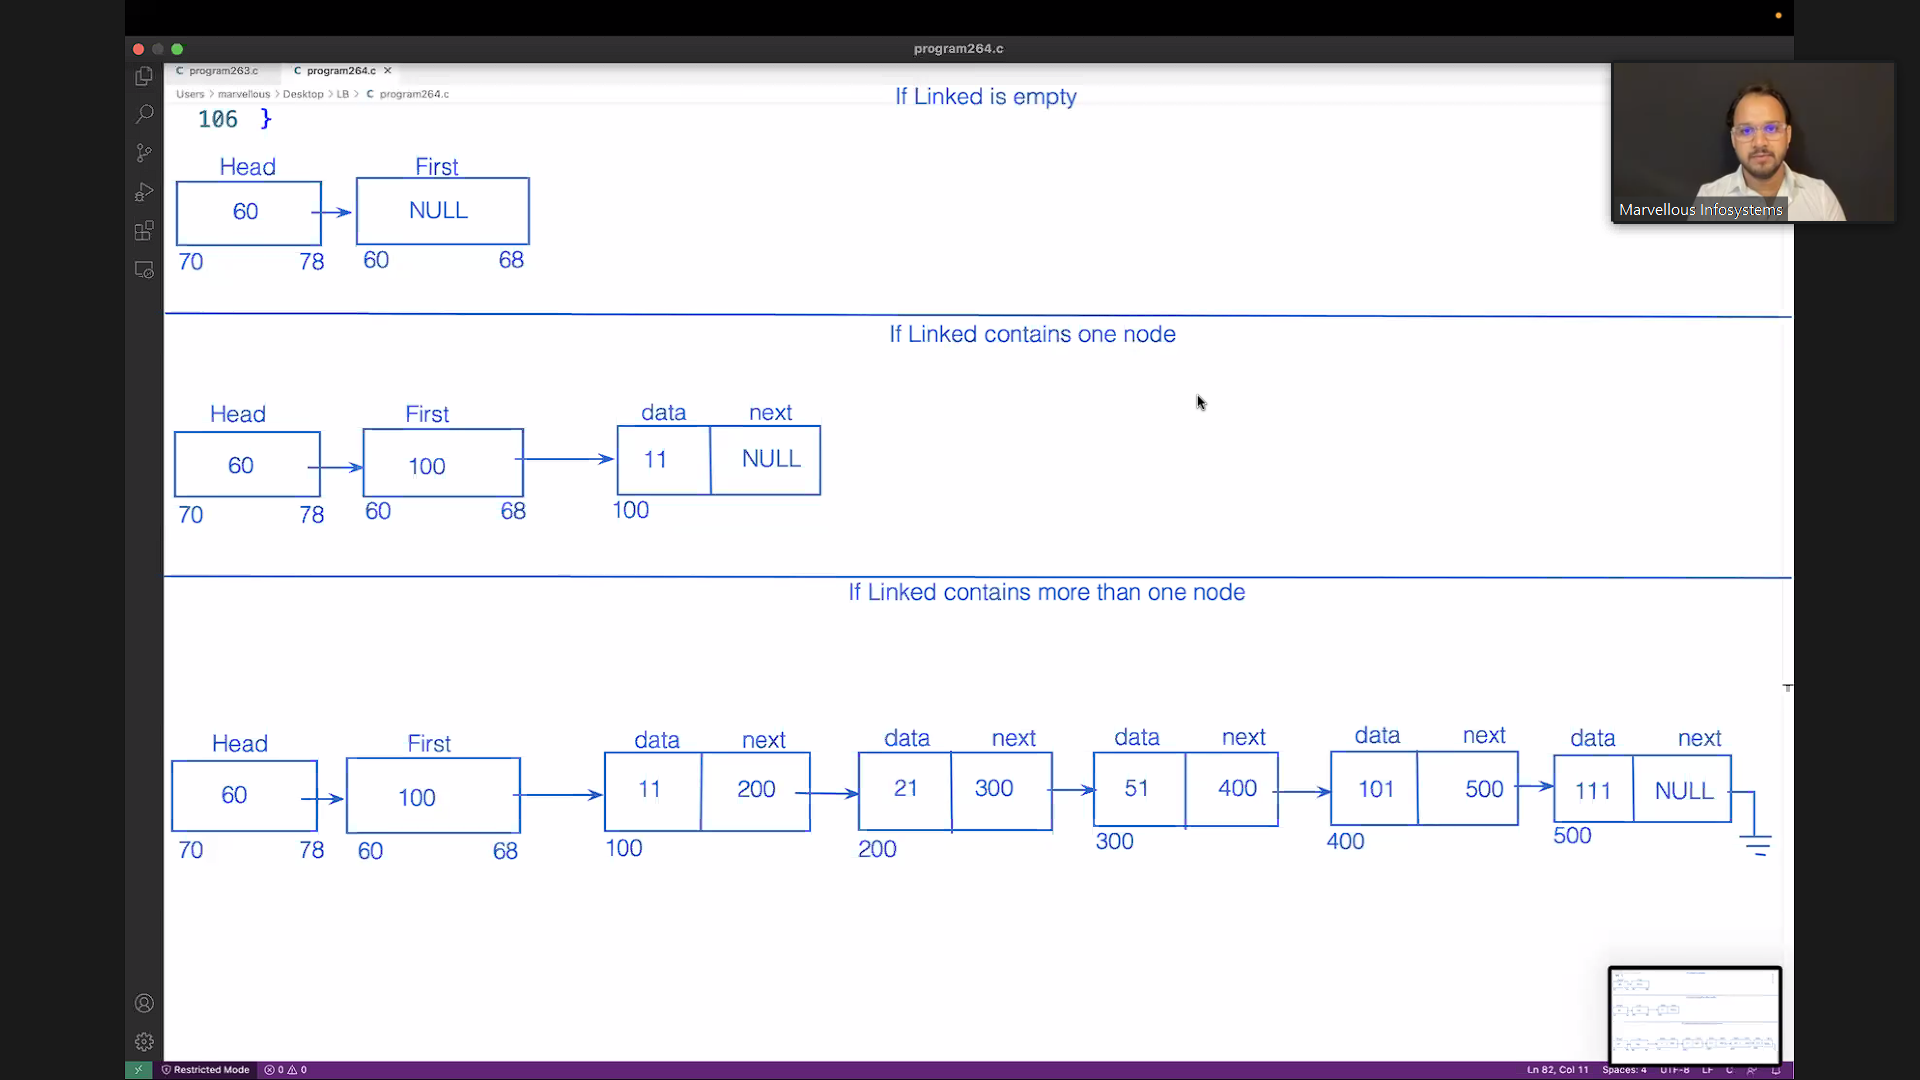 program264.c
program263.c
program264.c
Users > marvellous > Desktop > LB > C program264.c
If Linked is empty
106 }
Head First
60 NULL
70 78 60 68
Marvellous Infosystems
If Linked contains one node
Head First data next
60 100 11 NULL
70 78 60 68 100
If Linked contains more than one node
Head First data next data next data next data next data next
60 100 11 200 21 300 51 400 101 500 111 NULL
70 78 60 68 100 200 300 400 500
Restricted Mode 0 0 Ln 82, Col 11 Spaces: 4 UTF-8 LF C